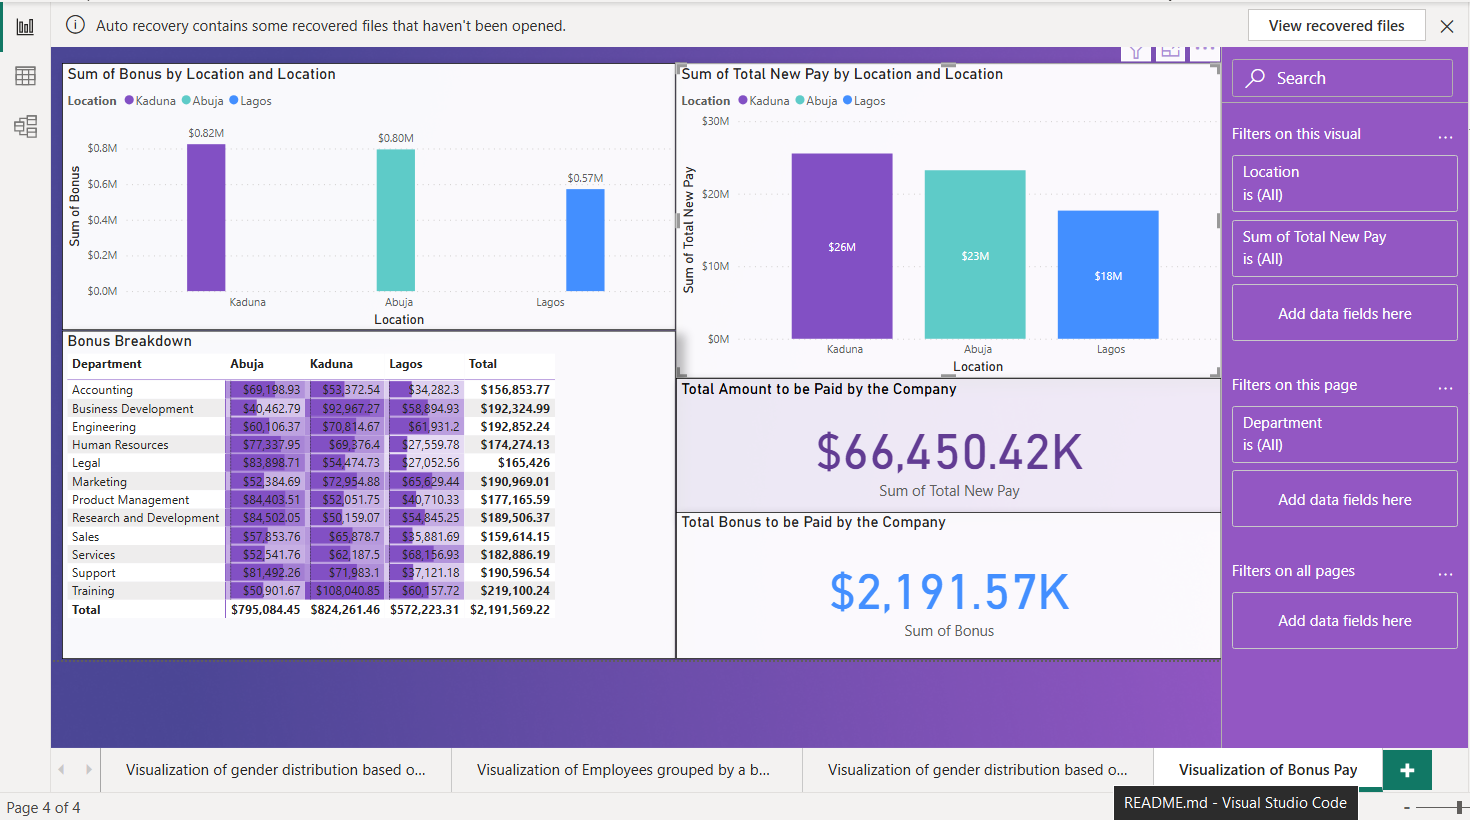 Auto recovery contains some recovered files that haven't been opened.
View recovered files
Sum of Bonus by Location and Location
Location Kaduna Abuja Lagos
$0.82M
$0.80M
$0.57M
$0.8M
$0.6M
$0.4M
$0.2M
$0.0M
Sum of Bonus
Kaduna Abuja Lagos
Location
Sum of Total New Pay by Location and Location
Location Kaduna Abuja Lagos
$30M
$20M
$10M
$0M
Sum of Total New Pay
$26M
$23M
$18M
Kaduna Abuja Lagos
Location
Bonus Breakdown
Department Abuja Kaduna Lagos Total
Accounting $69,198.93 $53,372.54 $34,282.3 $156,853.77
Business Development $40,462.79 $92,967.27 $58,894.93 $192,324.99
Engineering $60,106.37 $70,814.67 $61,931.2 $192,852.24
Human Resources $77,337.95 $69,376.4 $27,559.78 $174,274.13
Legal $83,898.71 $54,474.73 $27,052.56 $165,426
Marketing $52,384.69 $72,954.88 $65,629.44 $190,969.01
Product Management $84,403.51 $52,051.75 $40,710.33 $177,165.59
Research and Development $84,502.05 $50,159.07 $54,845.25 $189,506.37
Sales $57,853.76 $65,878.7 $35,881.69 $159,614.15
Services $52,541.76 $62,187.5 $68,156.93 $182,886.19
Support $81,492.26 $71,983.1 $37,121.18 $190,596.54
Training $50,901.67 $108,040.85 $60,157.72 $219,100.24
Total $795,084.45 $824,261.46 $572,223.31 $2,191,569.22
Total Amount to be Paid by the Company
$66,450.42K
Sum of Total New Pay
Total Bonus to be Paid by the Company
$2,191.57K
Sum of Bonus
Search
Filters on this visual ...
Location
is (All)
Sum of Total New Pay
is (All)
Add data fields here
Filters on this page ...
Department
is (All)
Add data fields here
Filters on all pages ...
Add data fields here
Visualization of gender distribution based o...
Visualization of Employees grouped by a b...
Visualization of gender distribution based o...
Visualization of Bonus Pay
README.md - Visual Studio Code
Page 4 of 4